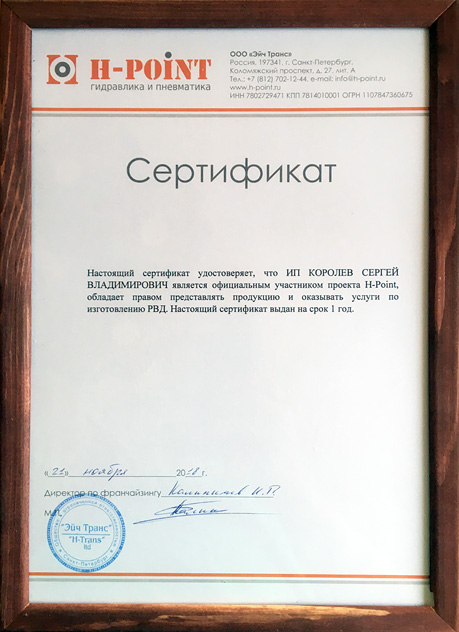 H-POINT
гидравлика и пневматика
ООО «Эйч Транс»
Россия, 197341, г. Санкт-Петербург,
Коломяжский проспект, д. 27, лит. А
Тел.: +7 (812) 702-12-44, e-mail: info@h-point.ru
www.h-point.ru
ИНН 7802729471 КПП 7814010001 ОГРН 1107847360675
Сертификат
Настоящий сертификат удостоверяет, что ИП КОРОЛЕВ СЕРГЕЙ
ВЛАДИМИРОВИЧ является официальным участником проекта H-Point,
обладает правом представлять продукцию и оказывать услуги по
изготовлению РВД. Настоящий сертификат выдан на срок 1 год.
«21» ноября 2018 г.
Директор по франчайзингу
М.П.
"Эйч Транс"
"H-Trans"
Санкт-Петербург